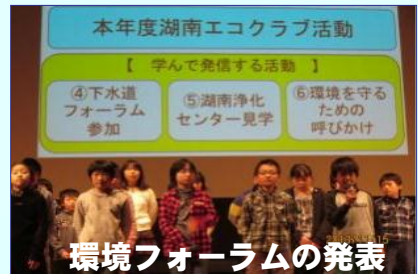 本年度湖南エコクラブ活動
【 学んで発信する活動 】
④下水道
フォーラム
参加
⑤湖南浄化
センター見学
⑥環境を守る
ための
呼びかけ
環境フォーラムの発表